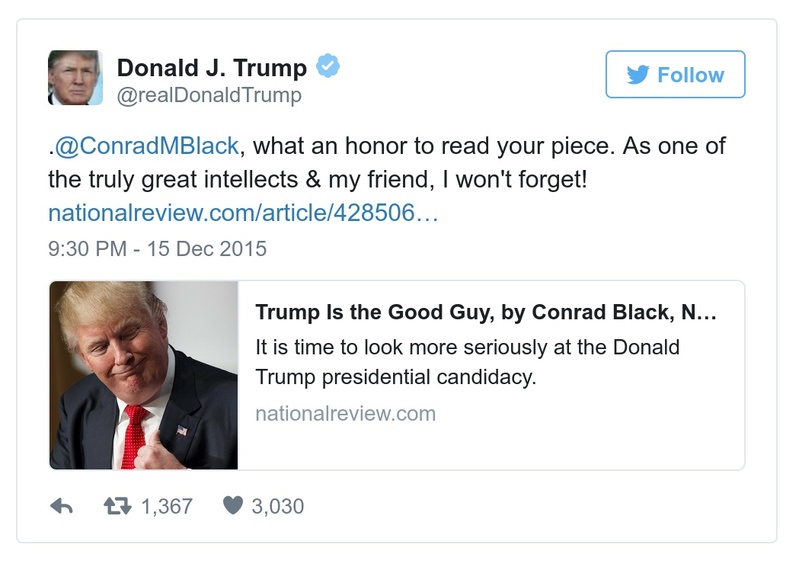 Donald J. Trump
@realDonaldTrump
Follow
.@ConradMBlack, what an honor to read your piece. As one of
the truly great intellects & my friend, I won't forget!
nationalreview.com/article/428506…
9:30 PM - 15 Dec 2015
Trump Is the Good Guy, by Conrad Black, N…
It is time to look more seriously at the Donald
Trump presidential candidacy.
nationalreview.com
1,367 3,030